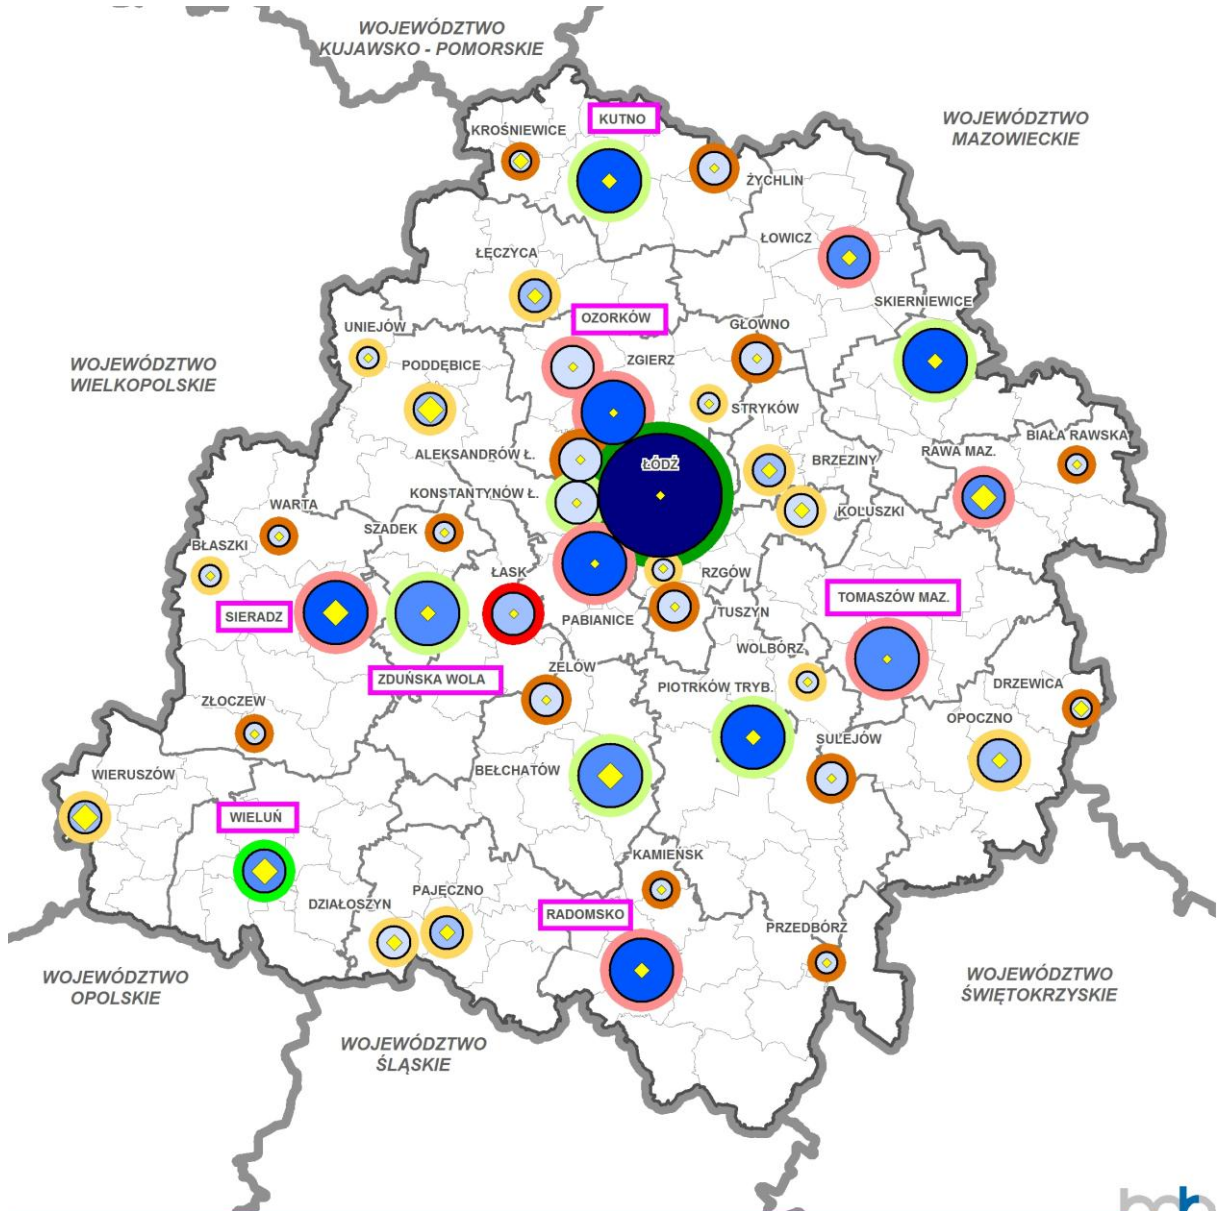 WOJEWÓDZTWO
KUJAWSKO - POMORSKIE
WOJEWÓDZTWO
MAZOWIECKIE
KUTNO
KROŚNIEWICE
ŻYCHLIN
ŁOWICZ
ŁĘCZYCA
SKIERNIEWICE
OZORKÓW
UNIEJÓW
GŁOWNO
ZGIERZ
WOJEWÓDZTWO
WIELKOPOLSKIE
PODDĘBICE
STRYKÓW
ALEKSANDRÓW Ł.
BRZEZINY
BIAŁA RAWSKA
RAWA MAZ.
ŁÓDŹ
KONSTANTYNÓW Ł.
WARTA
KOLUSZKI
SZADEK
BŁASZKI
ŁASK
RZGÓW
TOMASZÓW MAZ.
SIERADZ
PABIANICE
TUSZYN
WOLBÓRZ
ZELÓW
ZDUŃSKA WOLA
PIOTRKÓW TRYB.
DRZEWICA
ZŁOCZEW
OPOCZNO
SULEJÓW
WIERUSZÓW
BEŁCHATÓW
WIELUŃ
KAMIEŃSK
PAJĘCZNO
DZIAŁOSZYN
RADOMSKO
PRZEDBÓRZ
WOJEWÓDZTWO
OPOLSKIE
WOJEWÓDZTWO
ŚWIĘTOKRZYSKIE
WOJEWÓDZTWO
ŚLĄSKIE